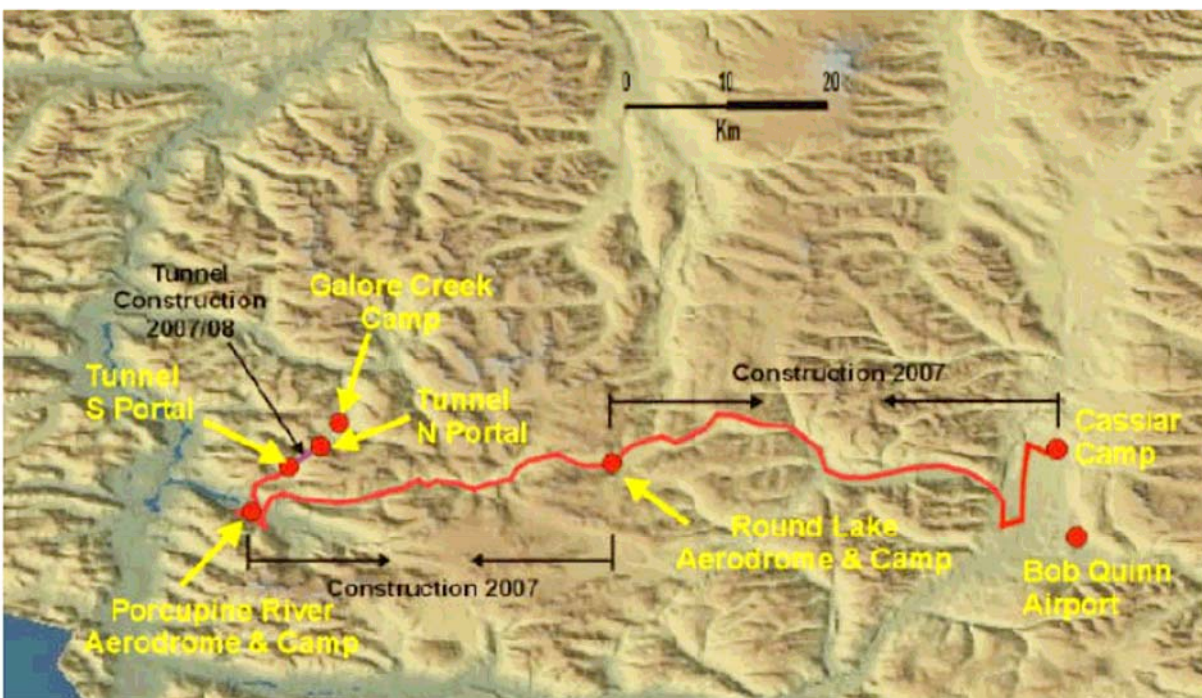 0 10 20
Km
Tunnel
Construction
2007/08
Galore Creek
Camp
Tunnel
S Portal
Tunnel
N Portal
Construction 2007
Cassiar
Camp
Round Lake
Aerodrome & Camp
Bob Quinn
Airport
Construction 2007
Porcupine River
Aerodrome & Camp